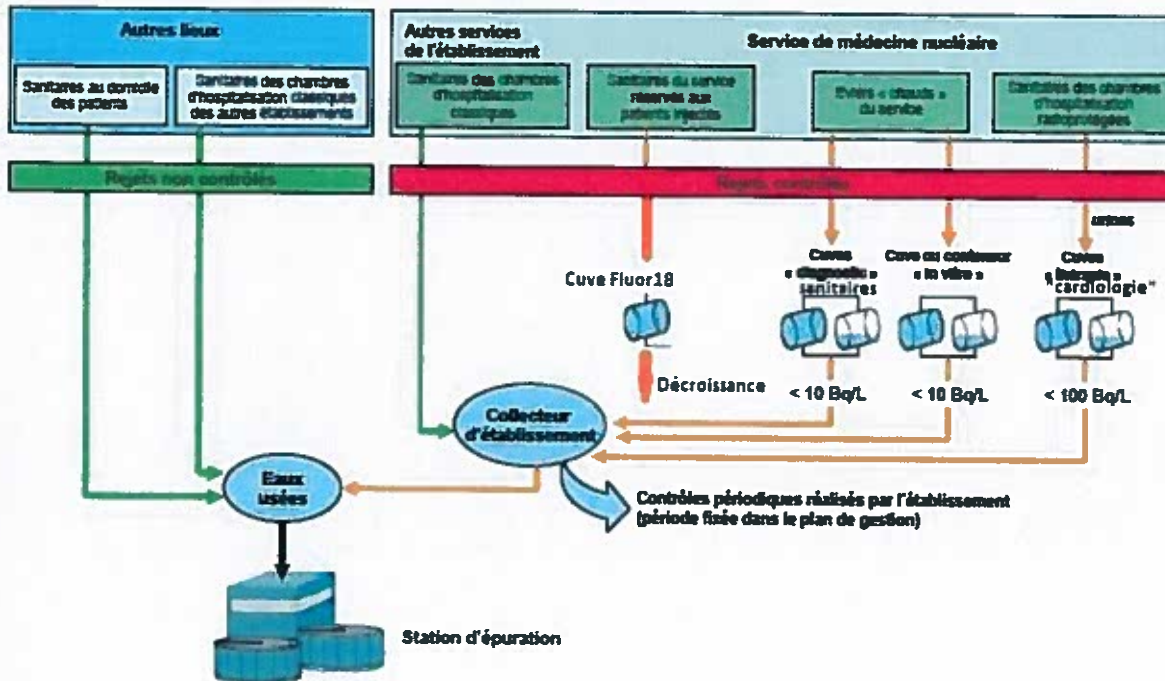 Autres lieux
Sanitaires au domicile
des patients
Sanitaires des chambres
d'hospitalisation classiques
des autres établissements
Autres services
de l'établissement
Service de médecine nucléaire
Sanitaires des chambres
d'hospitalisation
classiques
Sanitaires du service
réservés aux
patients injectés
Eviers « chauds »
du service
Sanitaires des chambres
d'hospitalisation
radioprotégées
Rejets non contrôlés
Rejets contrôlés
urines
Cuve Fluor18
Cuves
« diagnostic »
sanitaires
Cuve ou conteneur
« in vitro »
Cuves
"cardiologie"
Décroissance
< 10 Bq/L
< 10 Bq/L
< 100 Bq/L
Collecteur
d'établissement
Eaux
usées
Contrôles périodiques réalisés par l'établissement
(période fixée dans le plan de gestion)
Station d'épuration